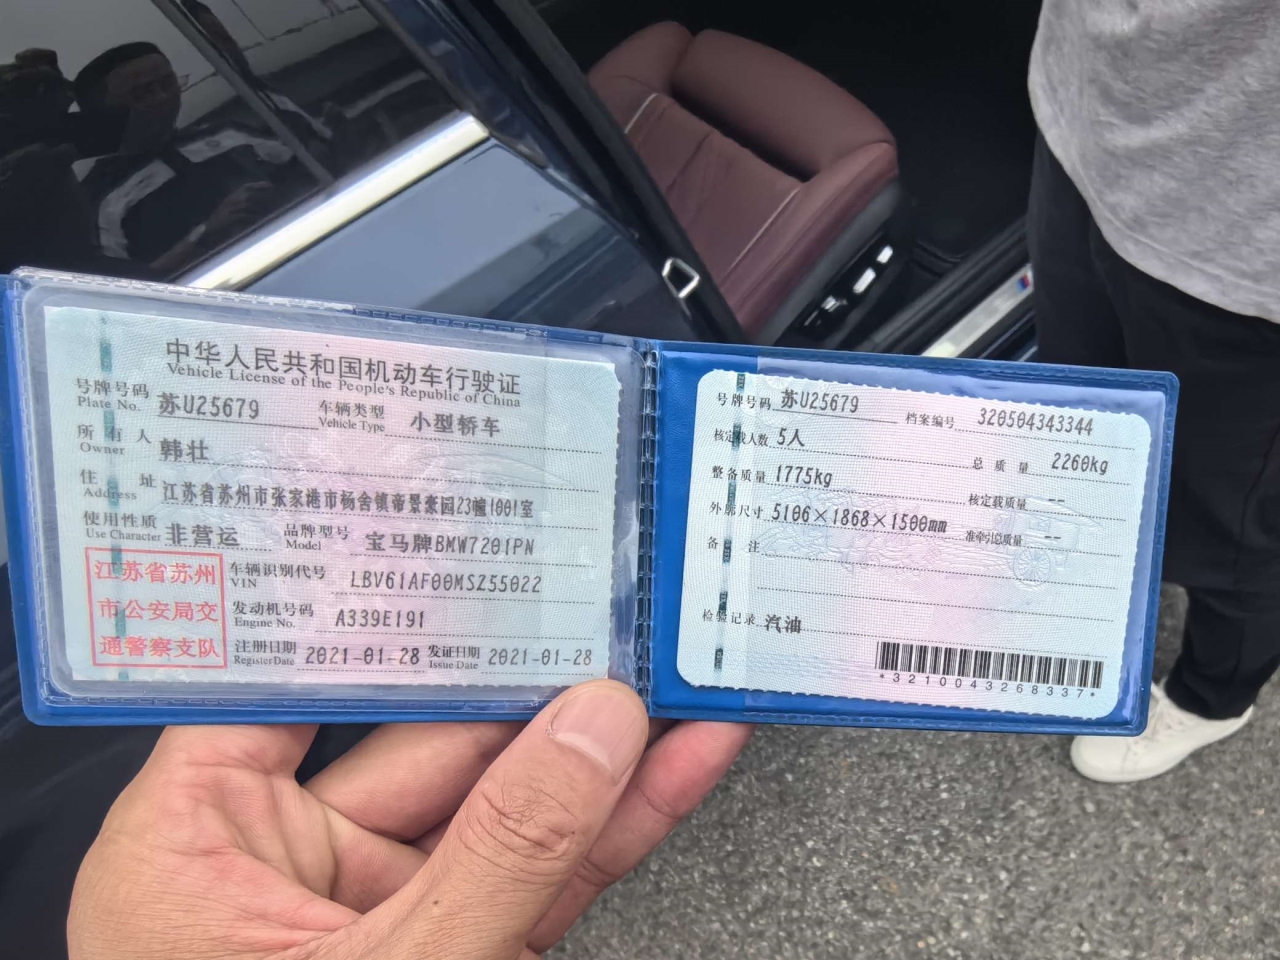 中华人民共和国机动车行驶证
Vehicle License of the People's Republic of China
号牌号码 苏U25679 车辆类型 小型轿车
Plate No. Vehicle Type
所有人 韩壮
Owner
住址 江苏省苏州市张家港市杨舍镇帝景豪园23幢1001室
Address
使用性质 非营运 品牌型号 宝马牌BMW7201PN
Use Character Model
江苏省苏州
市公安局交
通警察支队
车辆识别代号 LBV61AF00MSZ55022
VIN
发动机号码 A339E191
Engine No.
注册日期 2021-01-28 发证日期 2021-01-28
Register Date Issue Date
号牌号码 苏U25679 档案编号 320504343344
核定载人数 5人 总质量 2260kg
整备质量 1775kg 核定载质量 --
外廓尺寸 5106×1868×1500mm 准牵引总质量 --
备注
检验记录 汽油
*3210043268337*